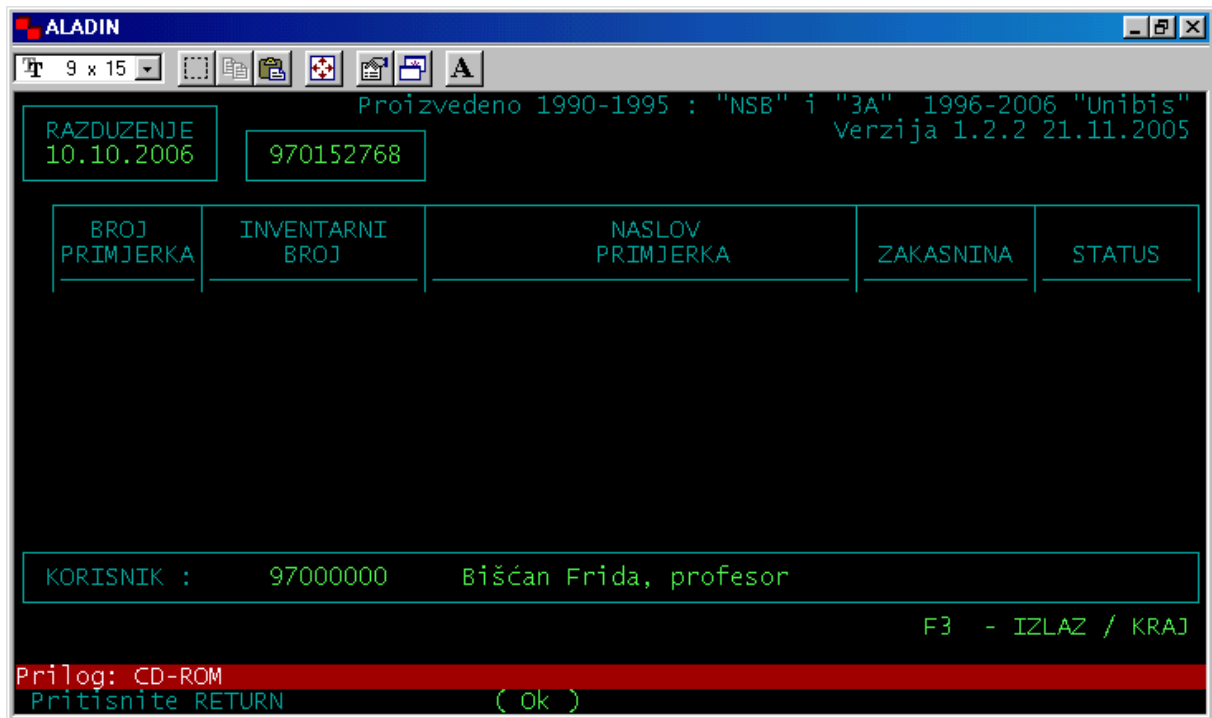 ALADIN
9 x 15
A
Proizvedeno 1990-1995 : "NSB" i "3A" 1996-2006 "Unibis"
Verzija 1.2.2 21.11.2005
RAZDUZENJE
10.10.2006
970152768
BROJ PRIMJERKA
INVENTARNI BROJ
NASLOV PRIMJERKA
ZAKASNINA
STATUS
KORISNIK : 97000000 Bišćan Frida, profesor
F3 - IZLAZ / KRAJ
Prilog: CD-ROM
Pritisnite RETURN ( Ok )